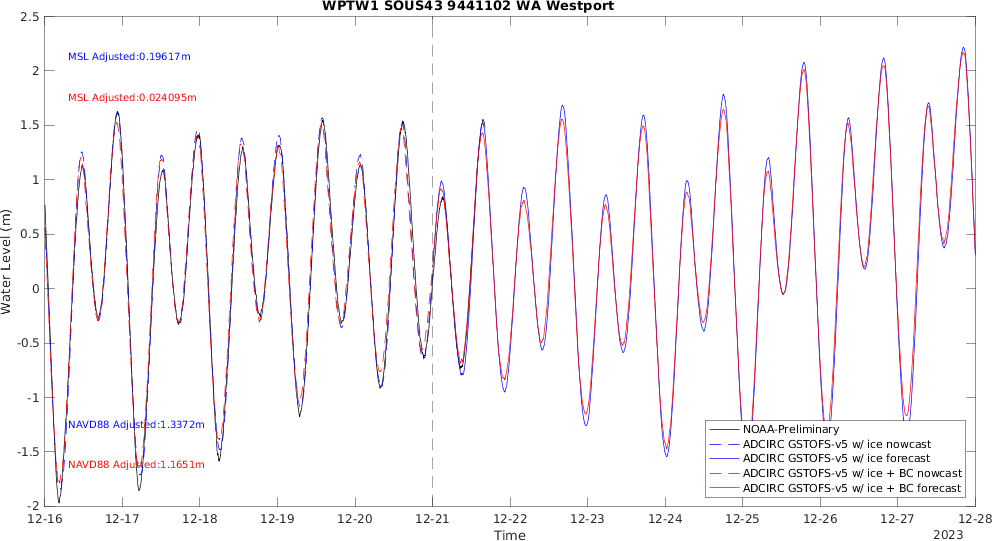 WPTW1 SOUS43 9441102 WA Westport
2.5
2
1.5
1
0.5
0
-0.5
-1
-1.5
-2
Water Level (m)
MSL Adjusted:0.19617m
MSL Adjusted:0.024095m
NAVD88 Adjusted:1.3372m
NAVD88 Adjusted:1.1651m
NOAA-Preliminary
ADCIRC GSTOFS-v5 w/ ice nowcast
ADCIRC GSTOFS-v5 w/ ice forecast
ADCIRC GSTOFS-v5 w/ ice + BC nowcast
ADCIRC GSTOFS-v5 w/ ice + BC forecast
12-16 12-17 12-18 12-19 12-20 12-21 12-22 12-23 12-24 12-25 12-26 12-27 12-28
Time
2023